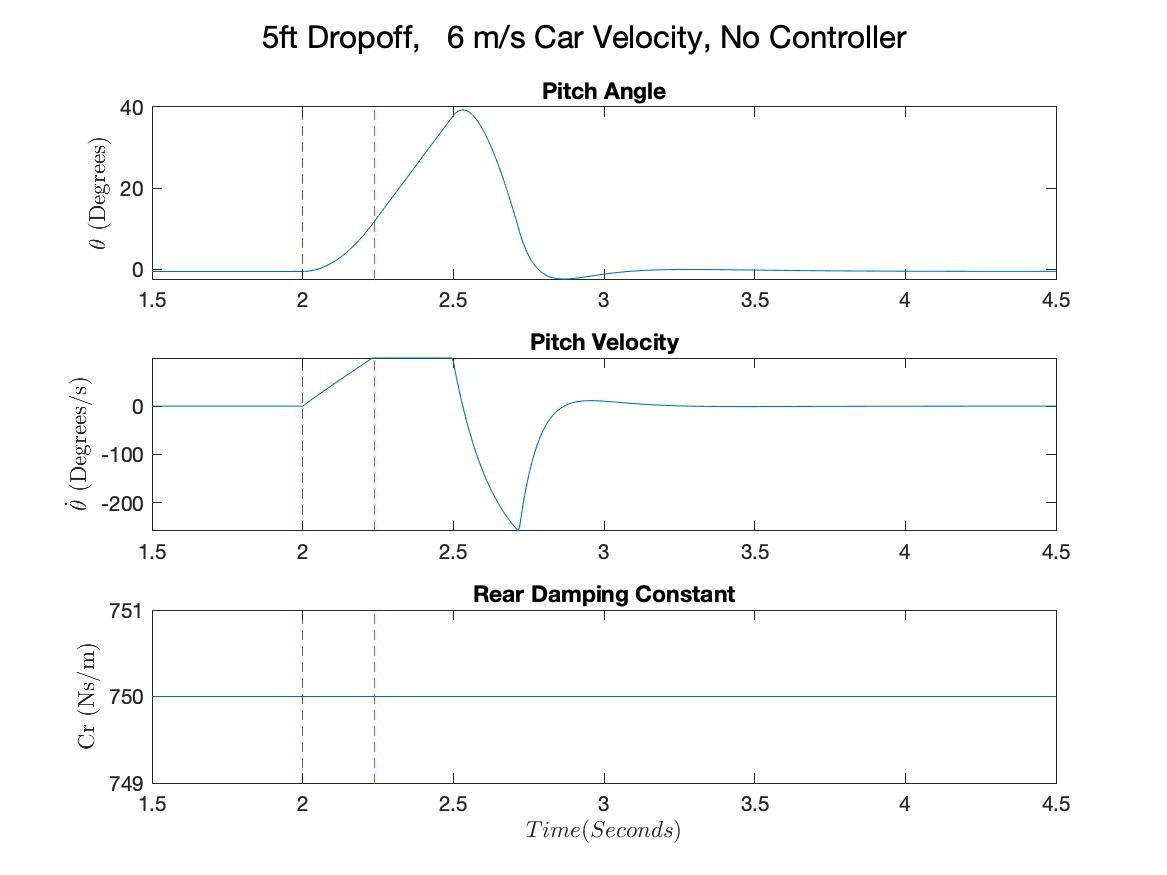 5ft Dropoff,   6 m/s Car Velocity, No Controller
Pitch Angle
40
20
0
θ (Degrees)
1.5 2 2.5 3 3.5 4 4.5
Pitch Velocity
0
-100
-200
θ̇ (Degrees/s)
1.5 2 2.5 3 3.5 4 4.5
Rear Damping Constant
751
750
749
Cr (Ns/m)
1.5 2 2.5 3 3.5 4 4.5
Time(Seconds)